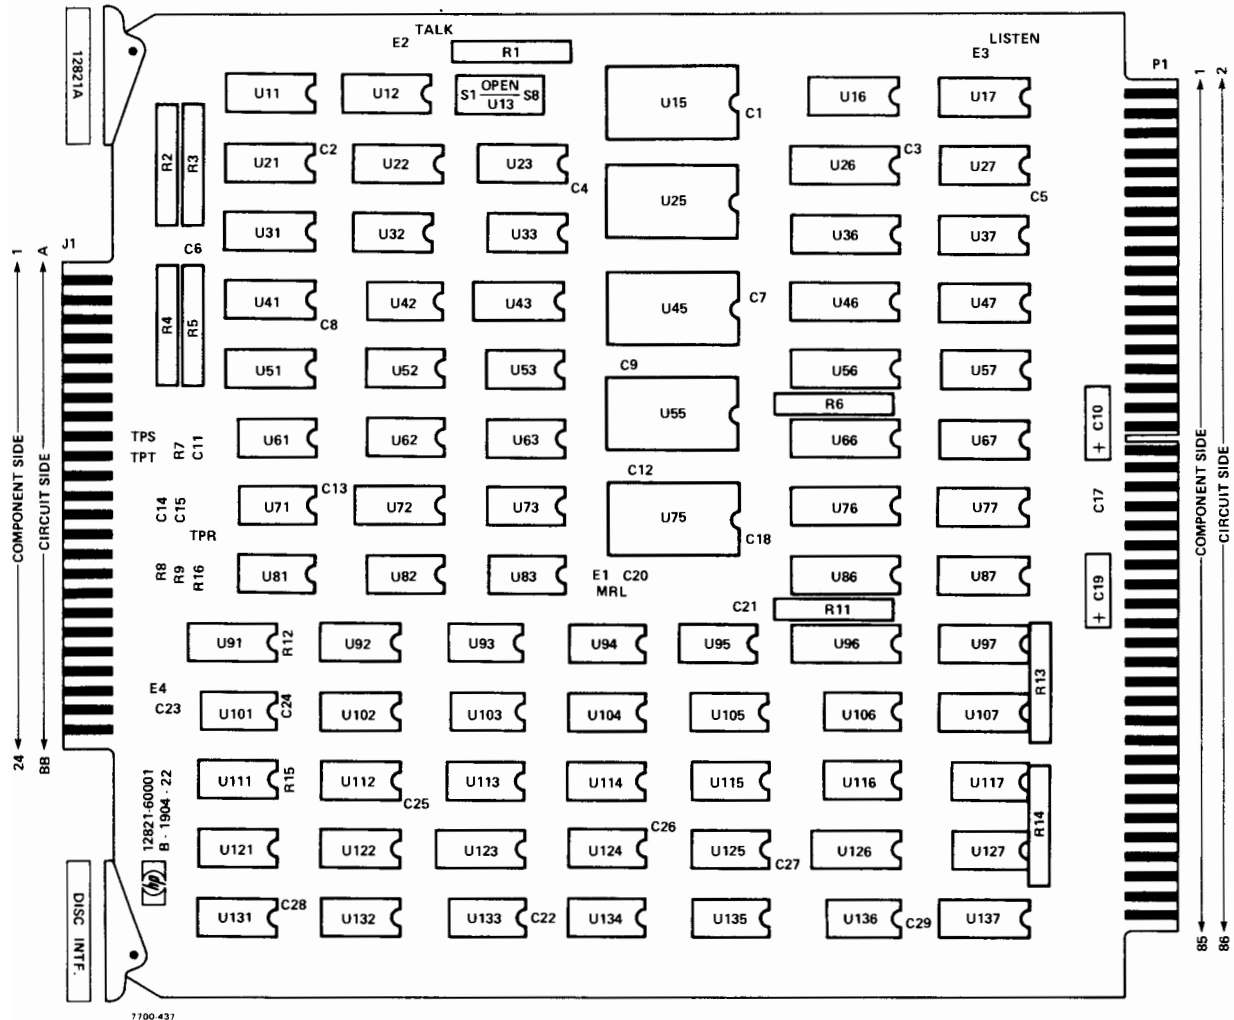 TALK
E2
R1
LISTEN
E3
P1
1
2
12821A
U11
U12
S1 OPEN S8
U13
U15
C1
U16
U17
R2
R3
U21
C2
U22
U23
C4
U25
U26
C3
U27
C5
U31
U32
U33
U36
U37
J1
1
A
C6
R4
R5
U41
C8
U42
U43
U45
C7
U46
U47
U51
U52
U53
C9
U55
U56
U57
R6
C10
+
TPS
TPT
R7
C11
U61
U62
U63
U66
U67
COMPONENT SIDE
CIRCUIT SIDE
C14
C15
TPR
U71
C13
U72
U73
C12
U75
C18
U76
U77
C17
COMPONENT SIDE
CIRCUIT SIDE
R8
R9
R16
U81
U82
U83
E1 C20
MRL
U86
U87
C19
+
C21
R11
U91
R12
U92
U93
U94
U95
U96
U97
R13
E4
C23
U101
C24
U102
U103
U104
U105
U106
U107
24
BB
12821-60001
B - 1904 - 22
U111
R15
U112
C25
U113
U114
U115
U116
U117
R14
U121
U122
U123
U124
C26
U125
C27
U126
U127
hp
DISC INTF.
U131
C28
U132
U133
C22
U134
U135
U136
C29
U137
85
86
7700-437